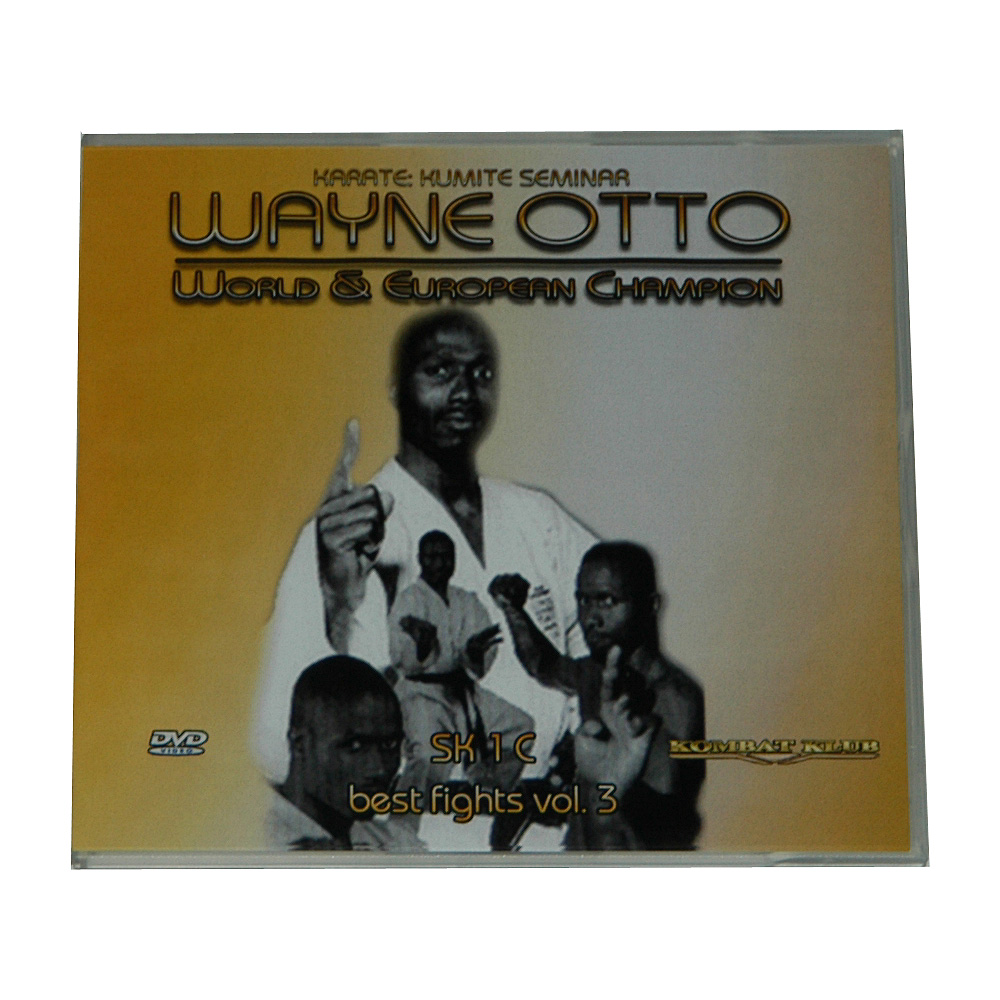 KARATE: KUMITE SEMINAR
WAYNE OTTO
WORLD & EUROPEAN CHAMPION
SK 1 C
best fights vol. 3
DVD
VIDEO
KOMBAT KLUB